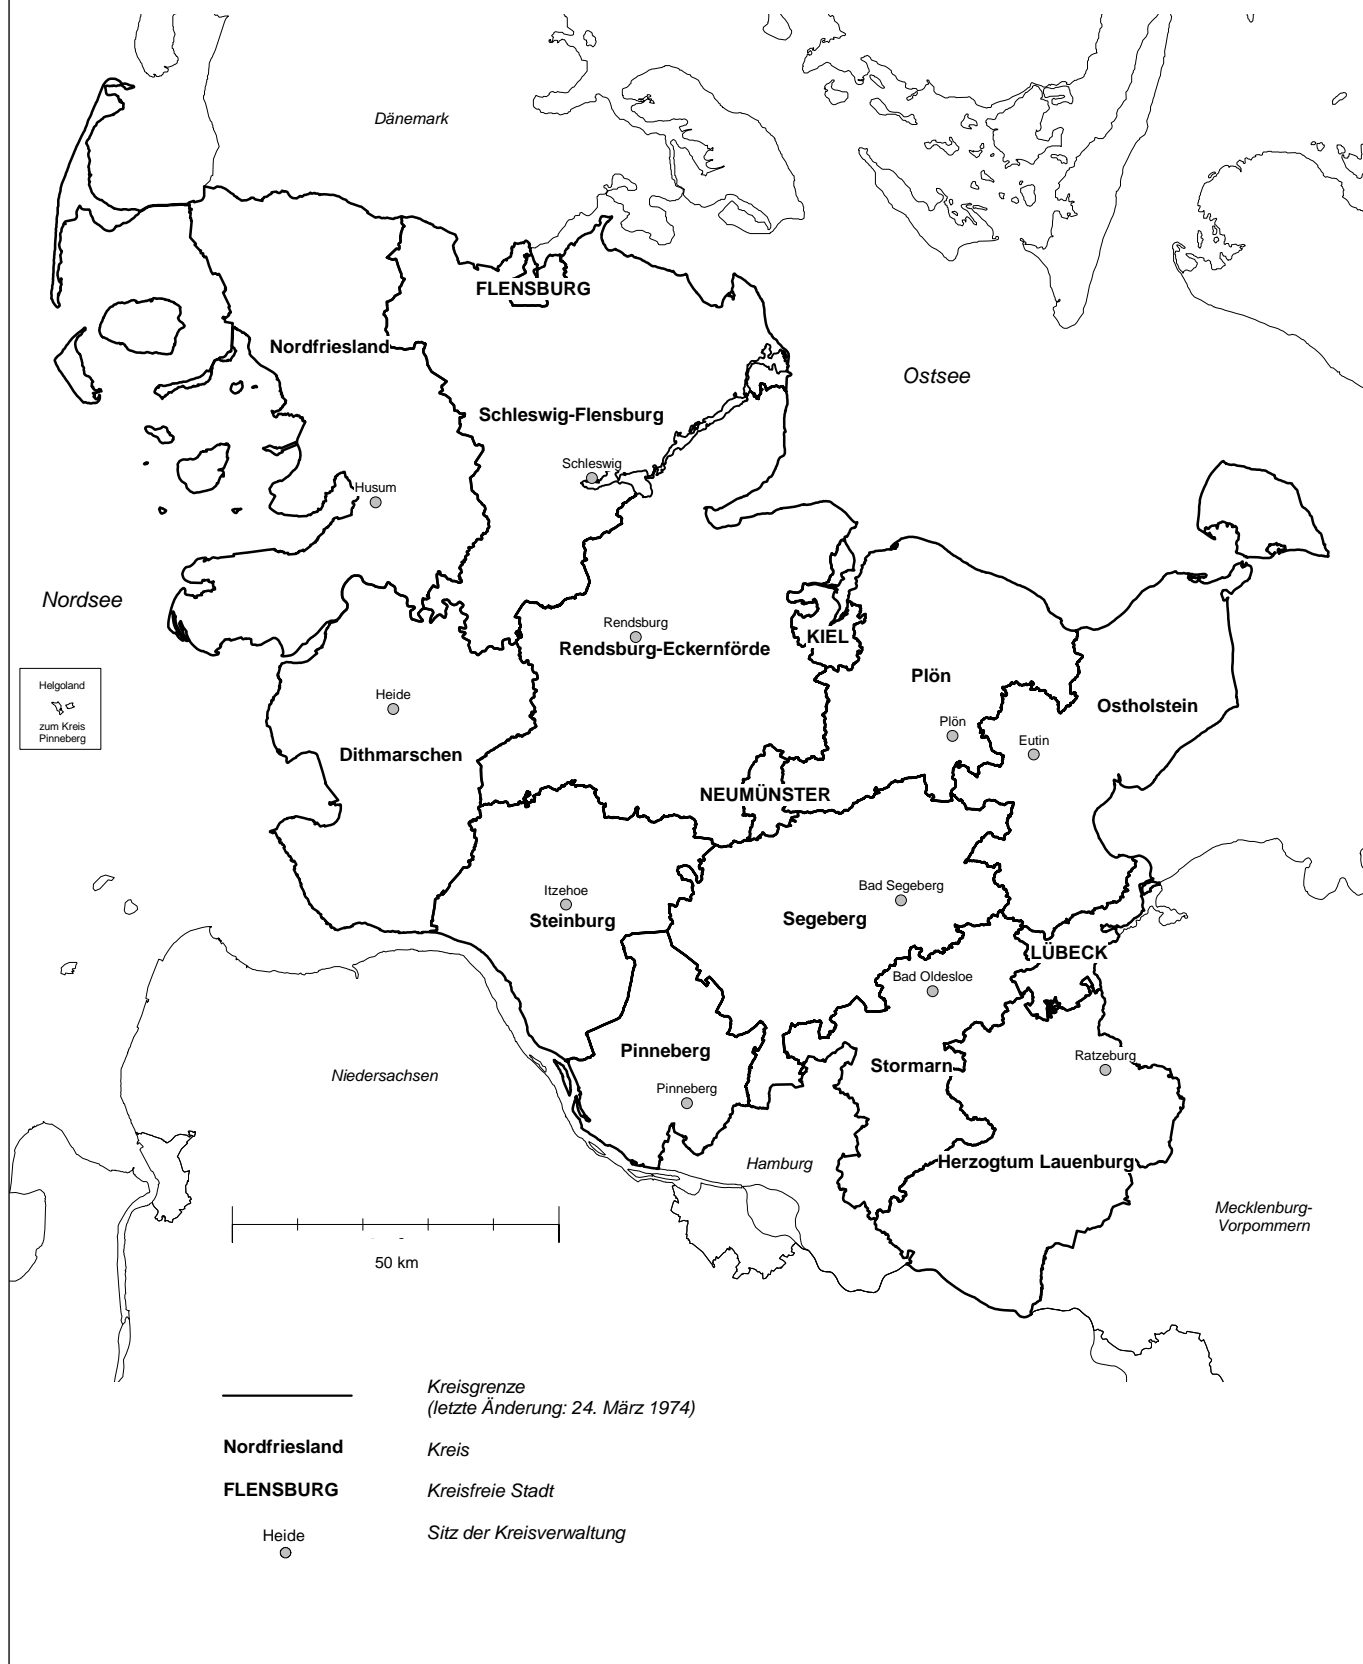 Dänemark
FLENSBURG
Nordfriesland
Ostsee
Schleswig-Flensburg
Schleswig
Husum
Nordsee
Rendsburg
KIEL
Rendsburg-Eckernförde
Plön
Helgoland
zum Kreis
Pinneberg
Heide
Ostholstein
Plön
Eutin
Dithmarschen
NEUMÜNSTER
Itzehoe
Steinburg
Bad Segeberg
Segeberg
LÜBECK
Bad Oldesloe
Pinneberg
Pinneberg
Stormarn
Ratzeburg
Niedersachsen
Hamburg
Herzogtum Lauenburg
Mecklenburg-
Vorpommern
50 km
Kreisgrenze
(letzte Änderung: 24. März 1974)
Nordfriesland
Kreis
FLENSBURG
Kreisfreie Stadt
Heide
Sitz der Kreisverwaltung